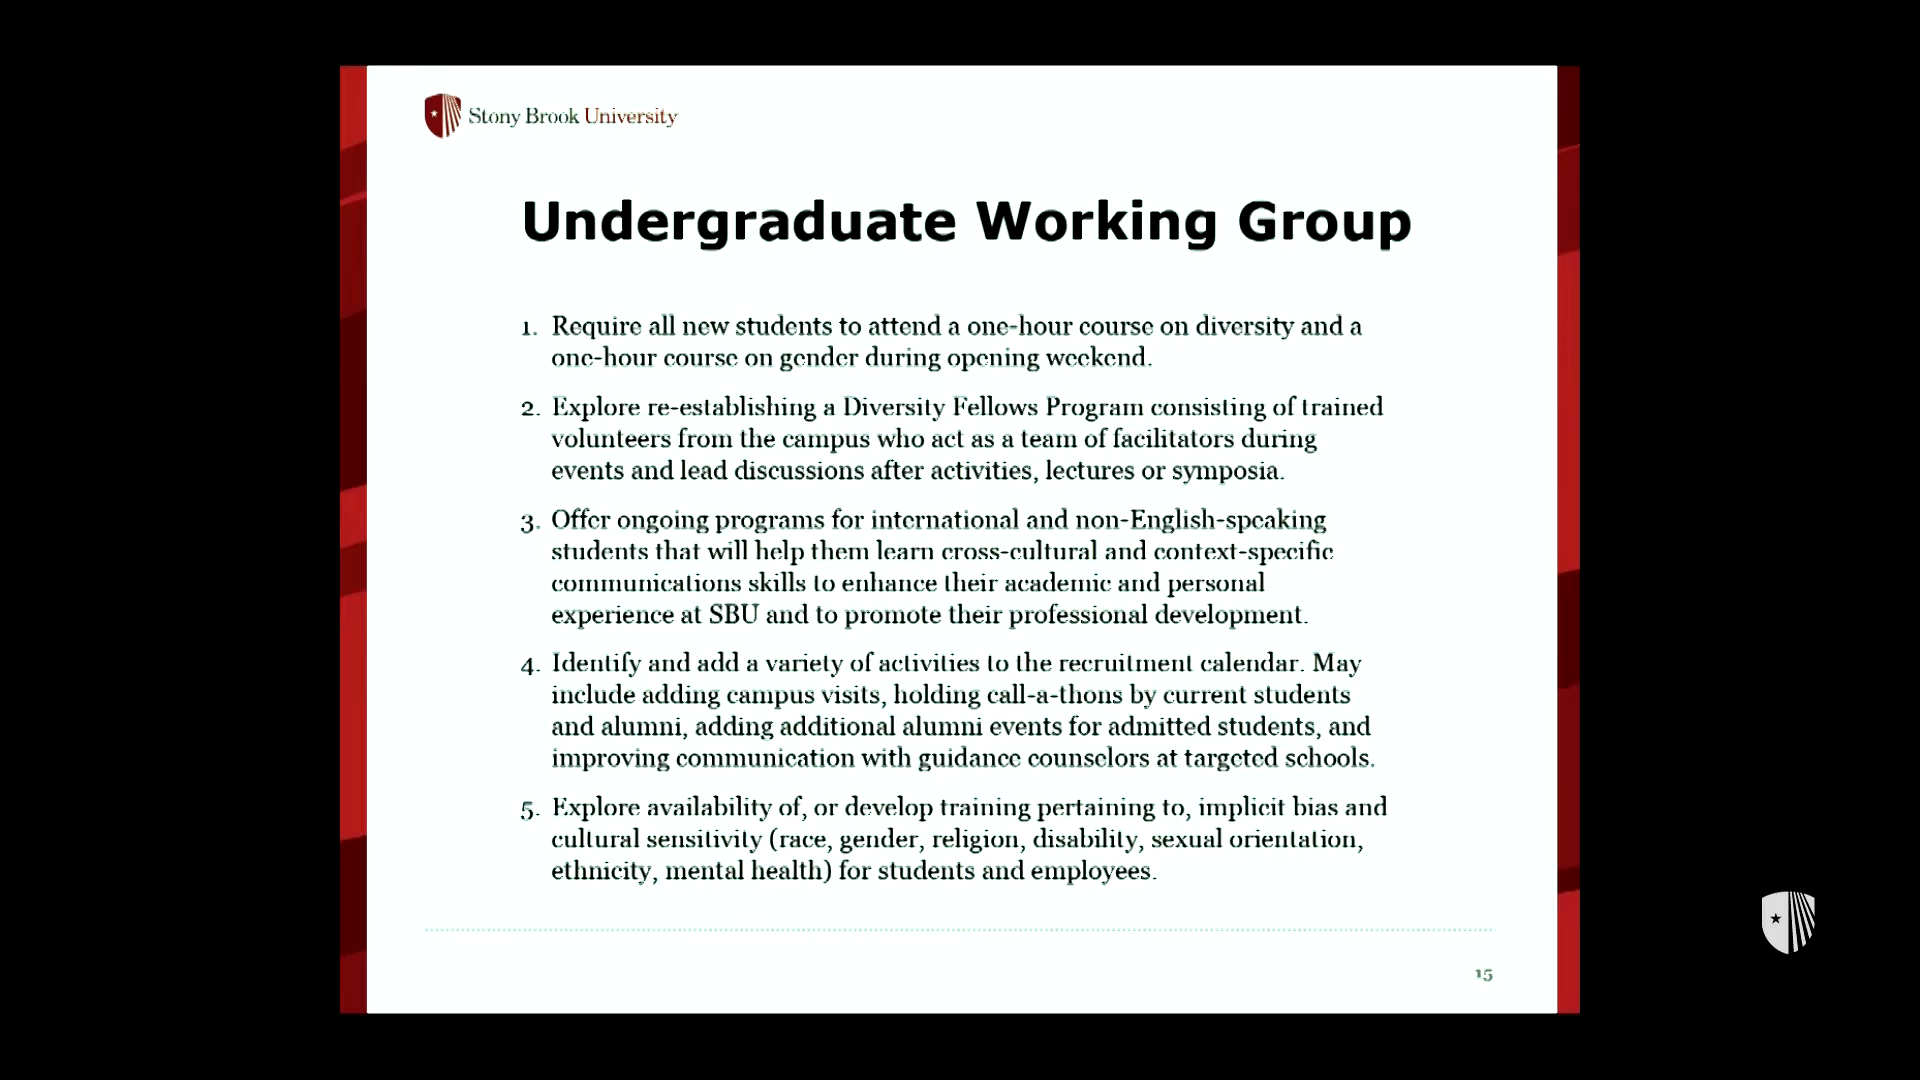 Stony Brook University
Undergraduate Working Group
1. Require all new students to attend a one-hour course on diversity and a
one-hour course on gender during opening weekend.
2. Explore re-establishing a Diversity Fellows Program consisting of trained
volunteers from the campus who act as a team of facilitators during
events and lead discussions after activities, lectures or symposia.
3. Offer ongoing programs for international and non-English-speaking
students that will help them learn cross-cultural and context-specific
communications skills to enhance their academic and personal
experience at SBU and to promote their professional development.
4. Identify and add a variety of activities to the recruitment calendar. May
include adding campus visits, holding call-a-thons by current students
and alumni, adding additional alumni events for admitted students, and
improving communication with guidance counselors at targeted schools.
5. Explore availability of, or develop training pertaining to, implicit bias and
cultural sensitivity (race, gender, religion, disability, sexual orientation,
ethnicity, mental health) for students and employees.
15